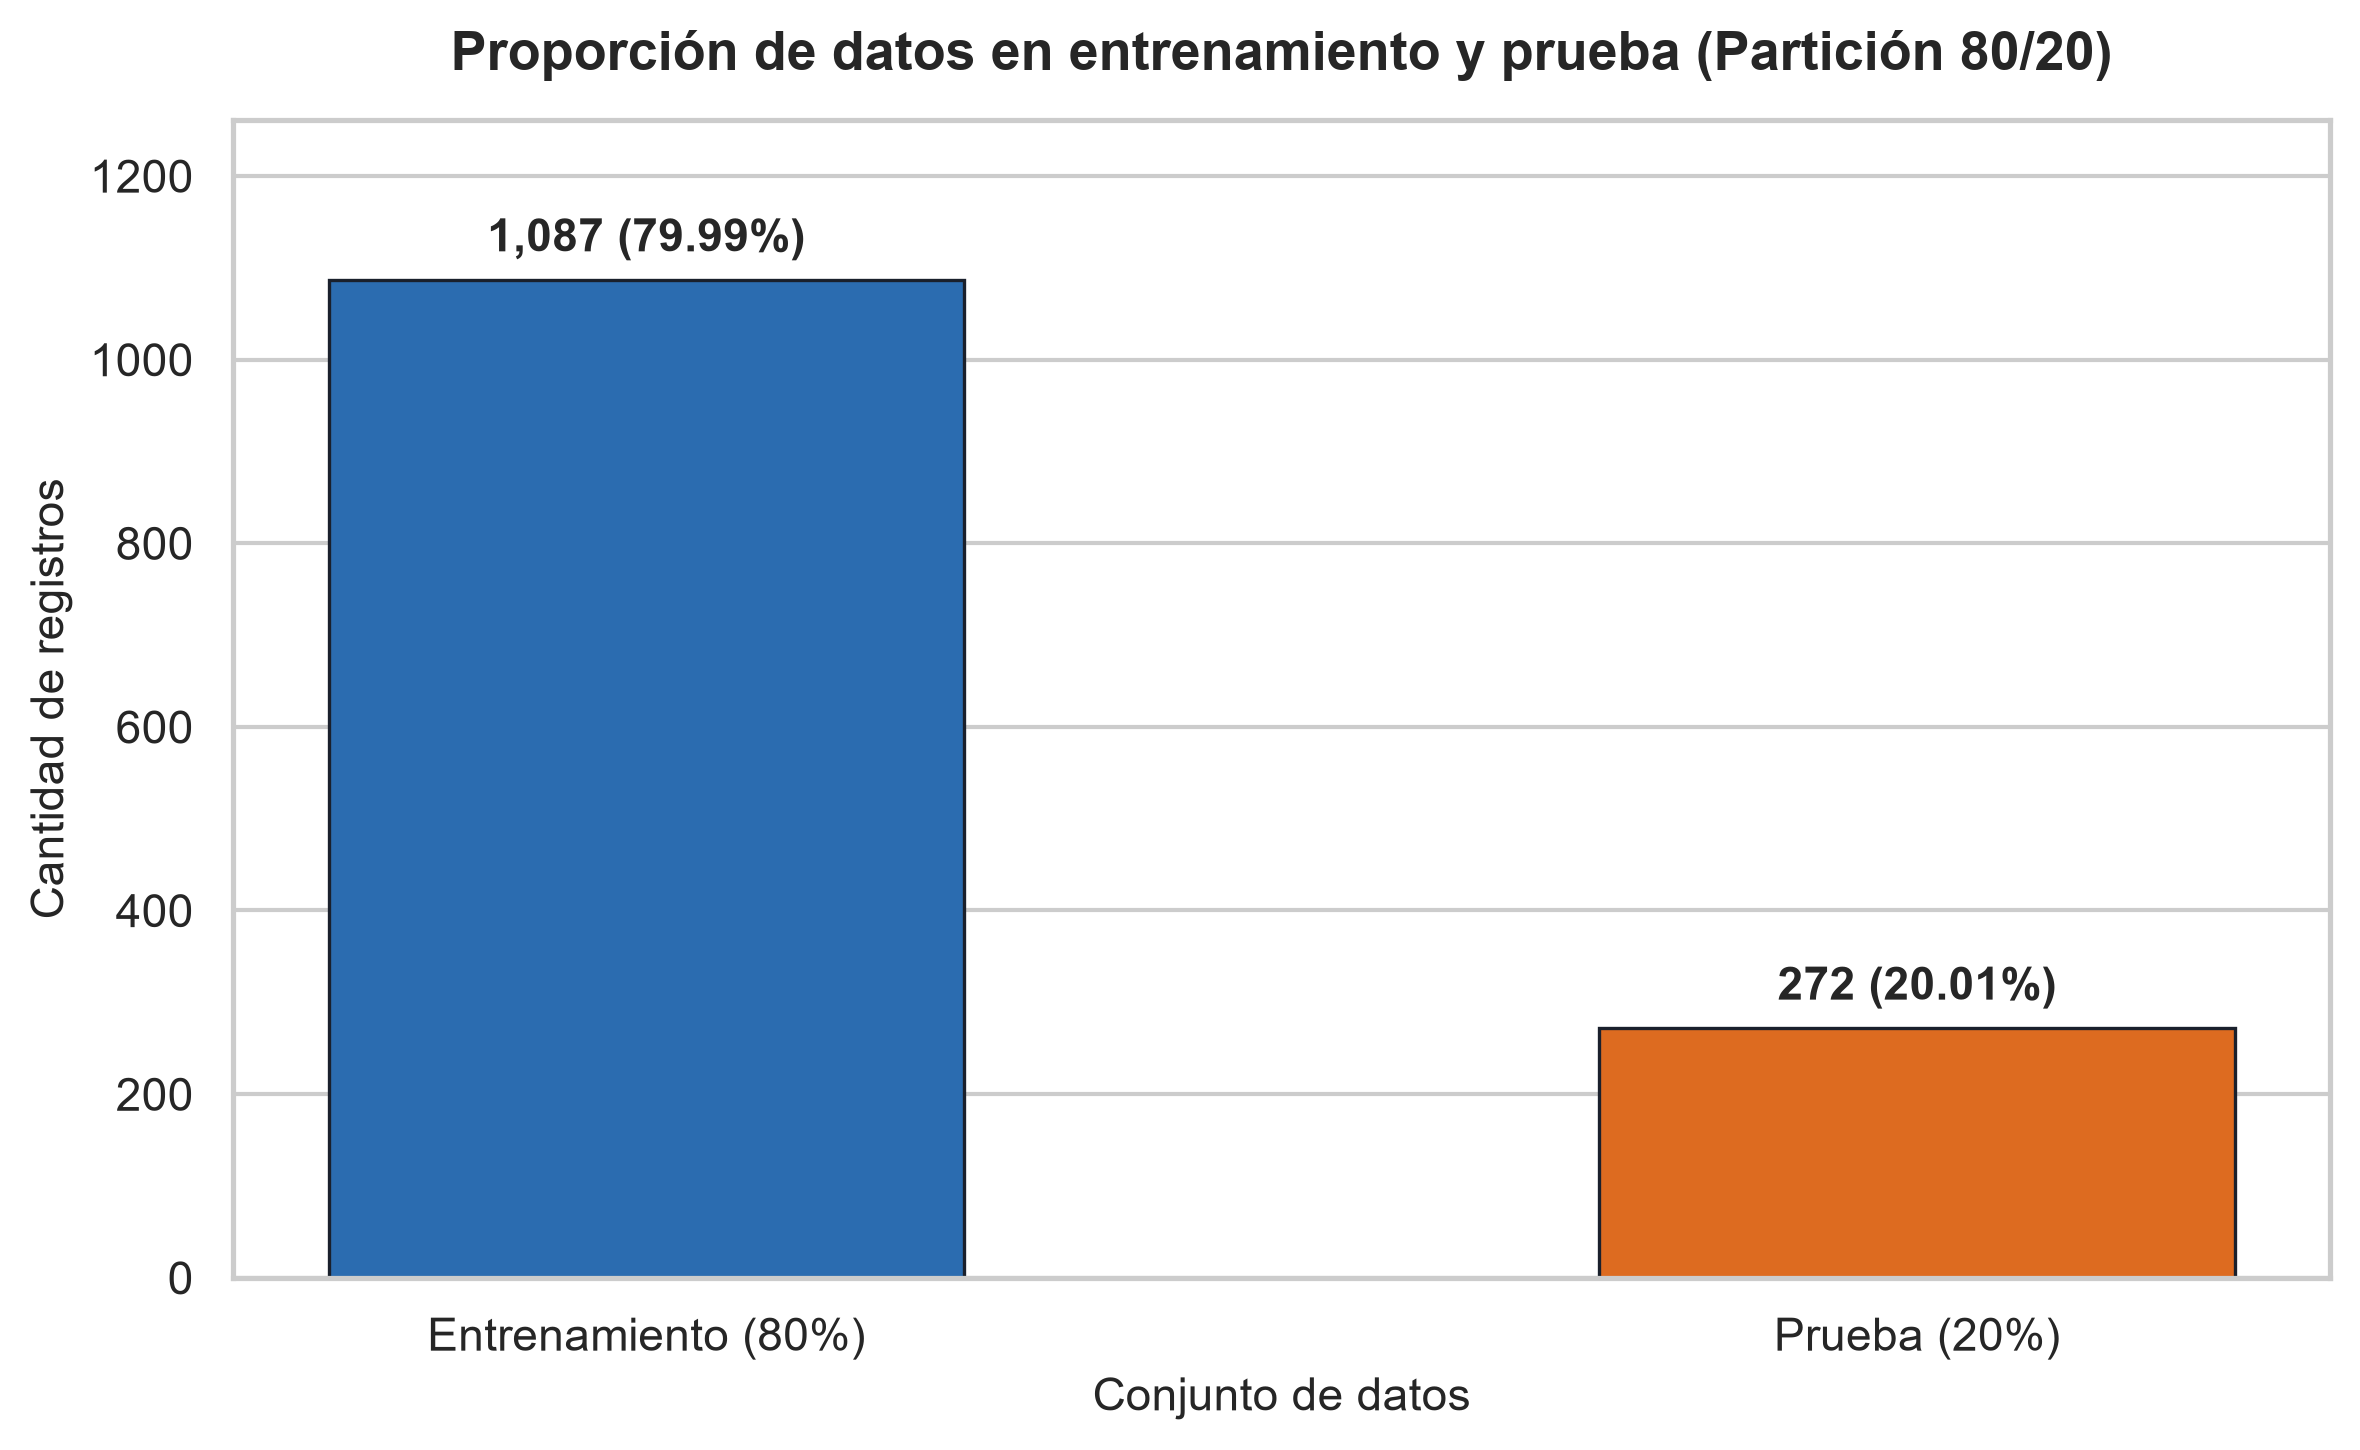 Proporción de datos en entrenamiento y prueba (Partición 80/20)
Cantidad de registros
1200
1000
800
600
400
200
0
1,087 (79.99%)
272 (20.01%)
Entrenamiento (80%)
Prueba (20%)
Conjunto de datos